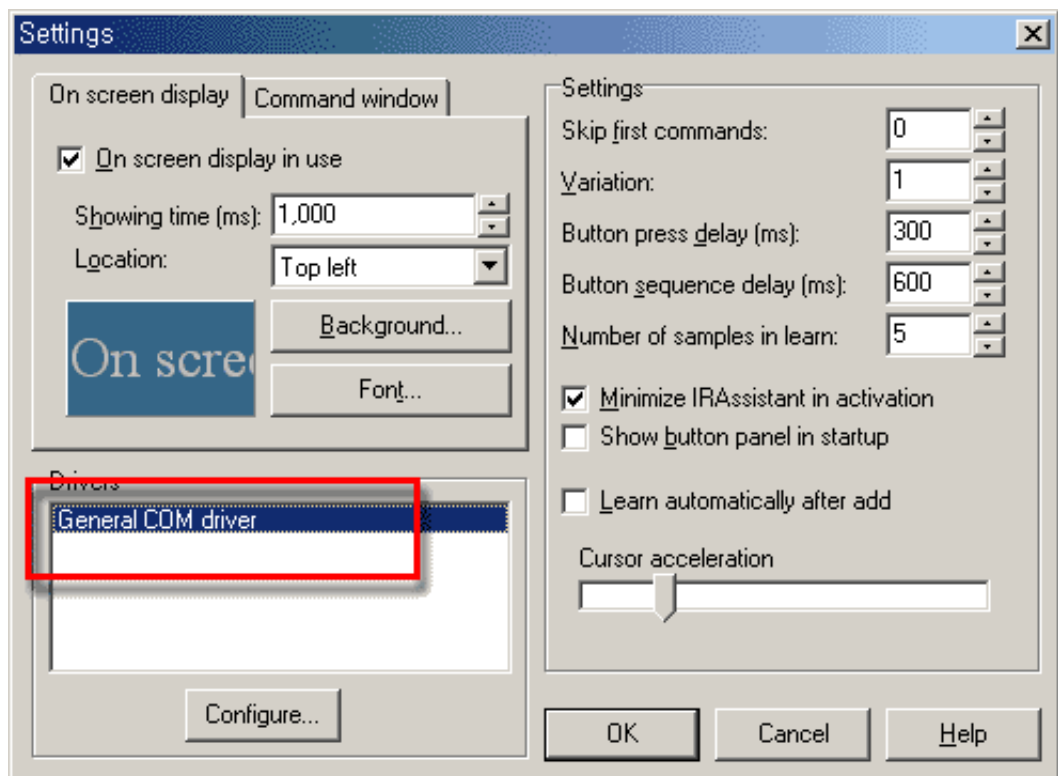 Settings
On screen display
Command window
On screen display in use
Showing time (ms): 1,000
Location: Top left
On scre
Background...
Font...
Drivers
General COM driver
Configure...
Settings
Skip first commands: 0
Variation: 1
Button press delay (ms): 300
Button sequence delay (ms): 600
Number of samples in learn: 5
Minimize IRAssistant in activation
Show button panel in startup
Learn automatically after add
Cursor acceleration
OK
Cancel
Help